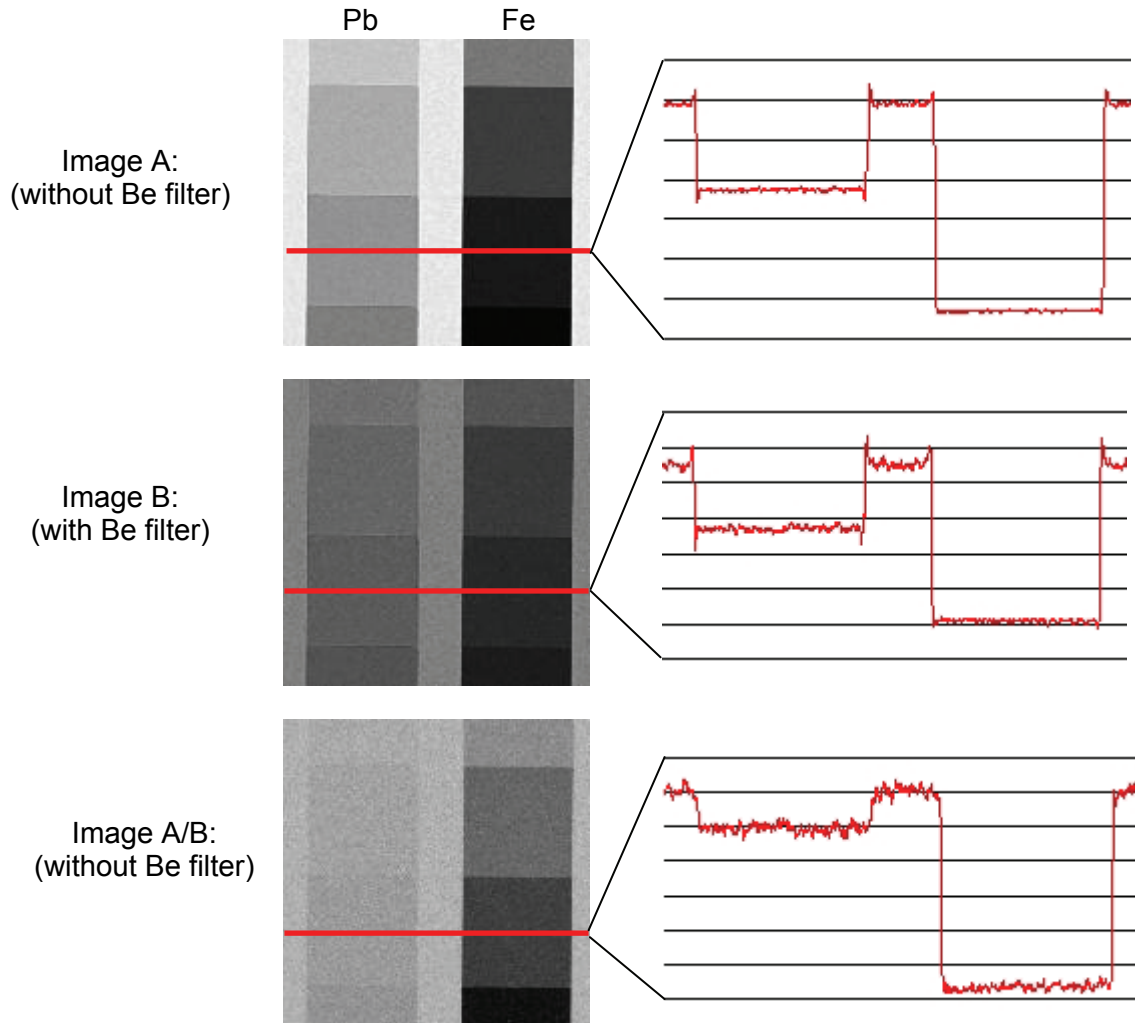 Pb Fe
Image A:
(without Be filter)
Image B:
(with Be filter)
Image A/B:
(without Be filter)